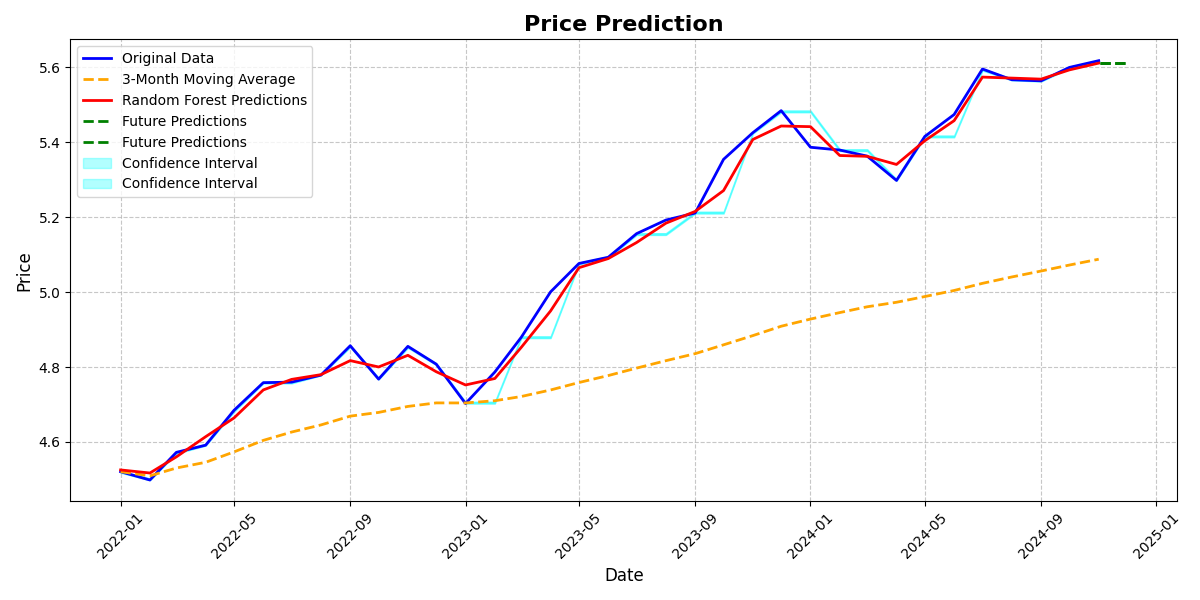 Price Prediction
Original Data
3-Month Moving Average
Random Forest Predictions
Future Predictions
Future Predictions
Confidence Interval
Confidence Interval
Price
5.6
5.4
5.2
5.0
4.8
4.6
2022-01
2022-05
2022-09
2023-01
2023-05
2023-09
2024-01
2024-05
2024-09
2025-01
Date